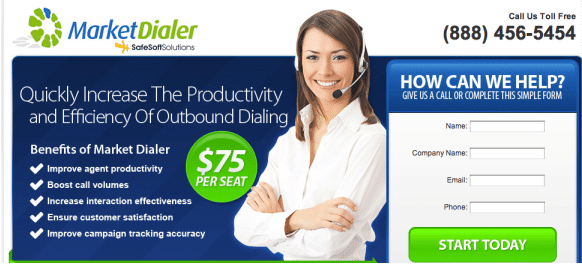 MarketDialer
SafeSoftSolutions
Call Us Toll Free
(888) 456-5454
Quickly Increase The Productivity
and Efficiency Of Outbound Dialing
Benefits of Market Dialer
Improve agent productivity
Boost call volumes
Increase interaction effectiveness
Ensure customer satisfaction
Improve campaign tracking accuracy
$75
PER SEAT
HOW CAN WE HELP?
GIVE US A CALL OR COMPLETE THIS SIMPLE FORM
Name:
Company Name:
Email:
Phone:
START TODAY